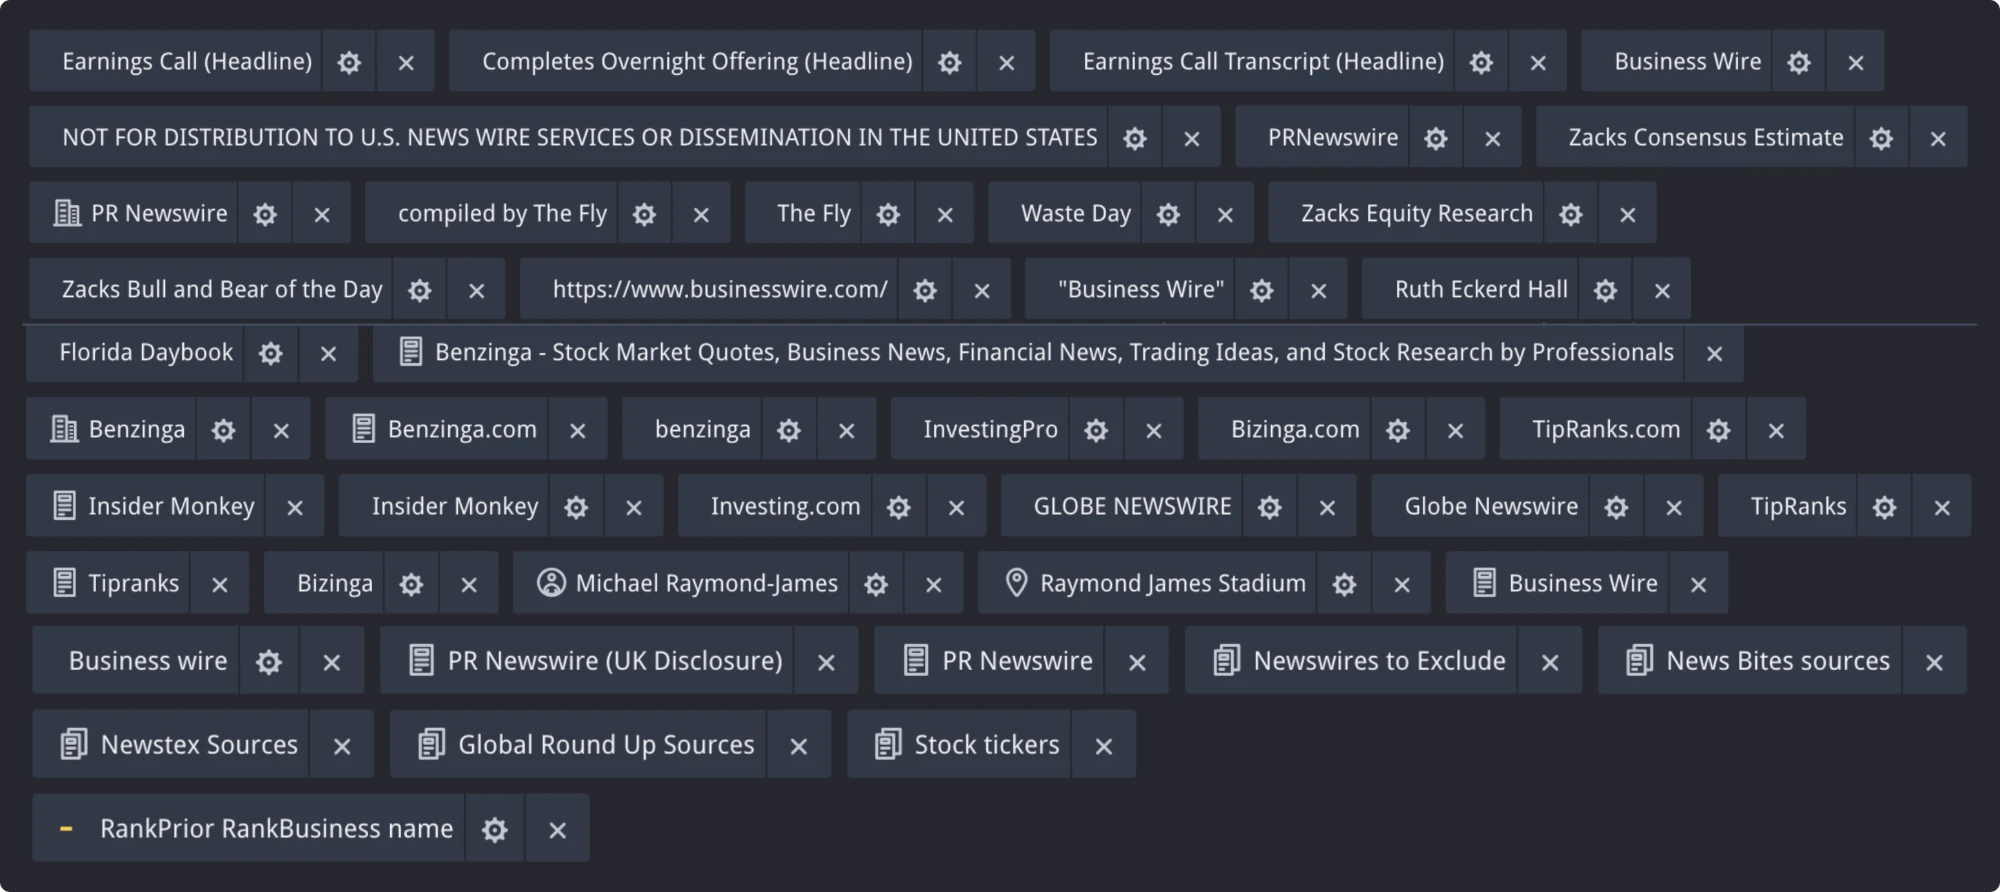 Earnings Call (Headline) Completes Overnight Offering (Headline) Earnings Call Transcript (Headline) Business Wire
NOT FOR DISTRIBUTION TO U.S. NEWS WIRE SERVICES OR DISSEMINATION IN THE UNITED STATES PRNewswire Zacks Consensus Estimate
PR Newswire compiled by The Fly The Fly Waste Day Zacks Equity Research
Zacks Bull and Bear of the Day https://www.businesswire.com/ "Business Wire" Ruth Eckerd Hall
Florida Daybook Benzinga - Stock Market Quotes, Business News, Financial News, Trading Ideas, and Stock Research by Professionals
Benzinga Benzinga.com benzinga InvestingPro Bizinga.com TipRanks.com
Insider Monkey Insider Monkey Investing.com GLOBE NEWSWIRE Globe Newswire TipRanks
Tipranks Bizinga Michael Raymond-James Raymond James Stadium Business Wire
Business wire PR Newswire (UK Disclosure) PR Newswire Newswires to Exclude News Bites sources
Newstex Sources Global Round Up Sources Stock tickers
RankPrior RankBusiness name